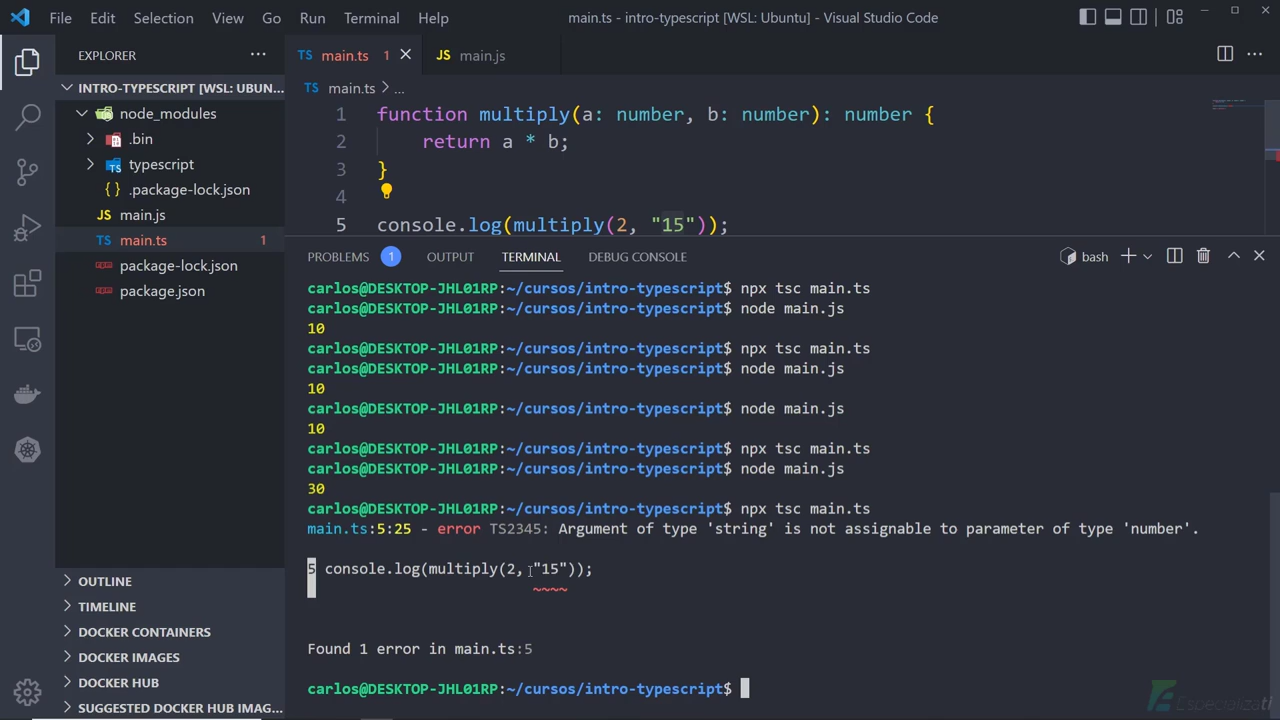 File Edit Selection View Go Run Terminal Help
main.ts - intro-typescript [WSL: Ubuntu] - Visual Studio Code
EXPLORER
TS main.ts 1
JS main.js
INTRO-TYPESCRIPT [WSL: UBUN...
TS main.ts > ...
node_modules
.bin
TS typescript
{} .package-lock.json
JS main.js
TS main.ts 1
package-lock.json
package.json
1 function multiply(a: number, b: number): number {
2 return a * b;
3 }
4
5 console.log(multiply(2, "15"));
PROBLEMS 1 OUTPUT TERMINAL DEBUG CONSOLE
bash
carlos@DESKTOP-JHL01RP:~/cursos/intro-typescript$ npx tsc main.ts
carlos@DESKTOP-JHL01RP:~/cursos/intro-typescript$ node main.js
10
carlos@DESKTOP-JHL01RP:~/cursos/intro-typescript$ npx tsc main.ts
carlos@DESKTOP-JHL01RP:~/cursos/intro-typescript$ node main.js
10
carlos@DESKTOP-JHL01RP:~/cursos/intro-typescript$ node main.js
10
carlos@DESKTOP-JHL01RP:~/cursos/intro-typescript$ npx tsc main.ts
carlos@DESKTOP-JHL01RP:~/cursos/intro-typescript$ node main.js
30
carlos@DESKTOP-JHL01RP:~/cursos/intro-typescript$ npx tsc main.ts
main.ts:5:25 - error TS2345: Argument of type 'string' is not assignable to parameter of type 'number'.
5 console.log(multiply(2, "15"));
~~~~
Found 1 error in main.ts:5
carlos@DESKTOP-JHL01RP:~/cursos/intro-typescript$
OUTLINE
TIMELINE
DOCKER CONTAINERS
DOCKER IMAGES
DOCKER HUB
SUGGESTED DOCKER HUB IMAG...
Especializati